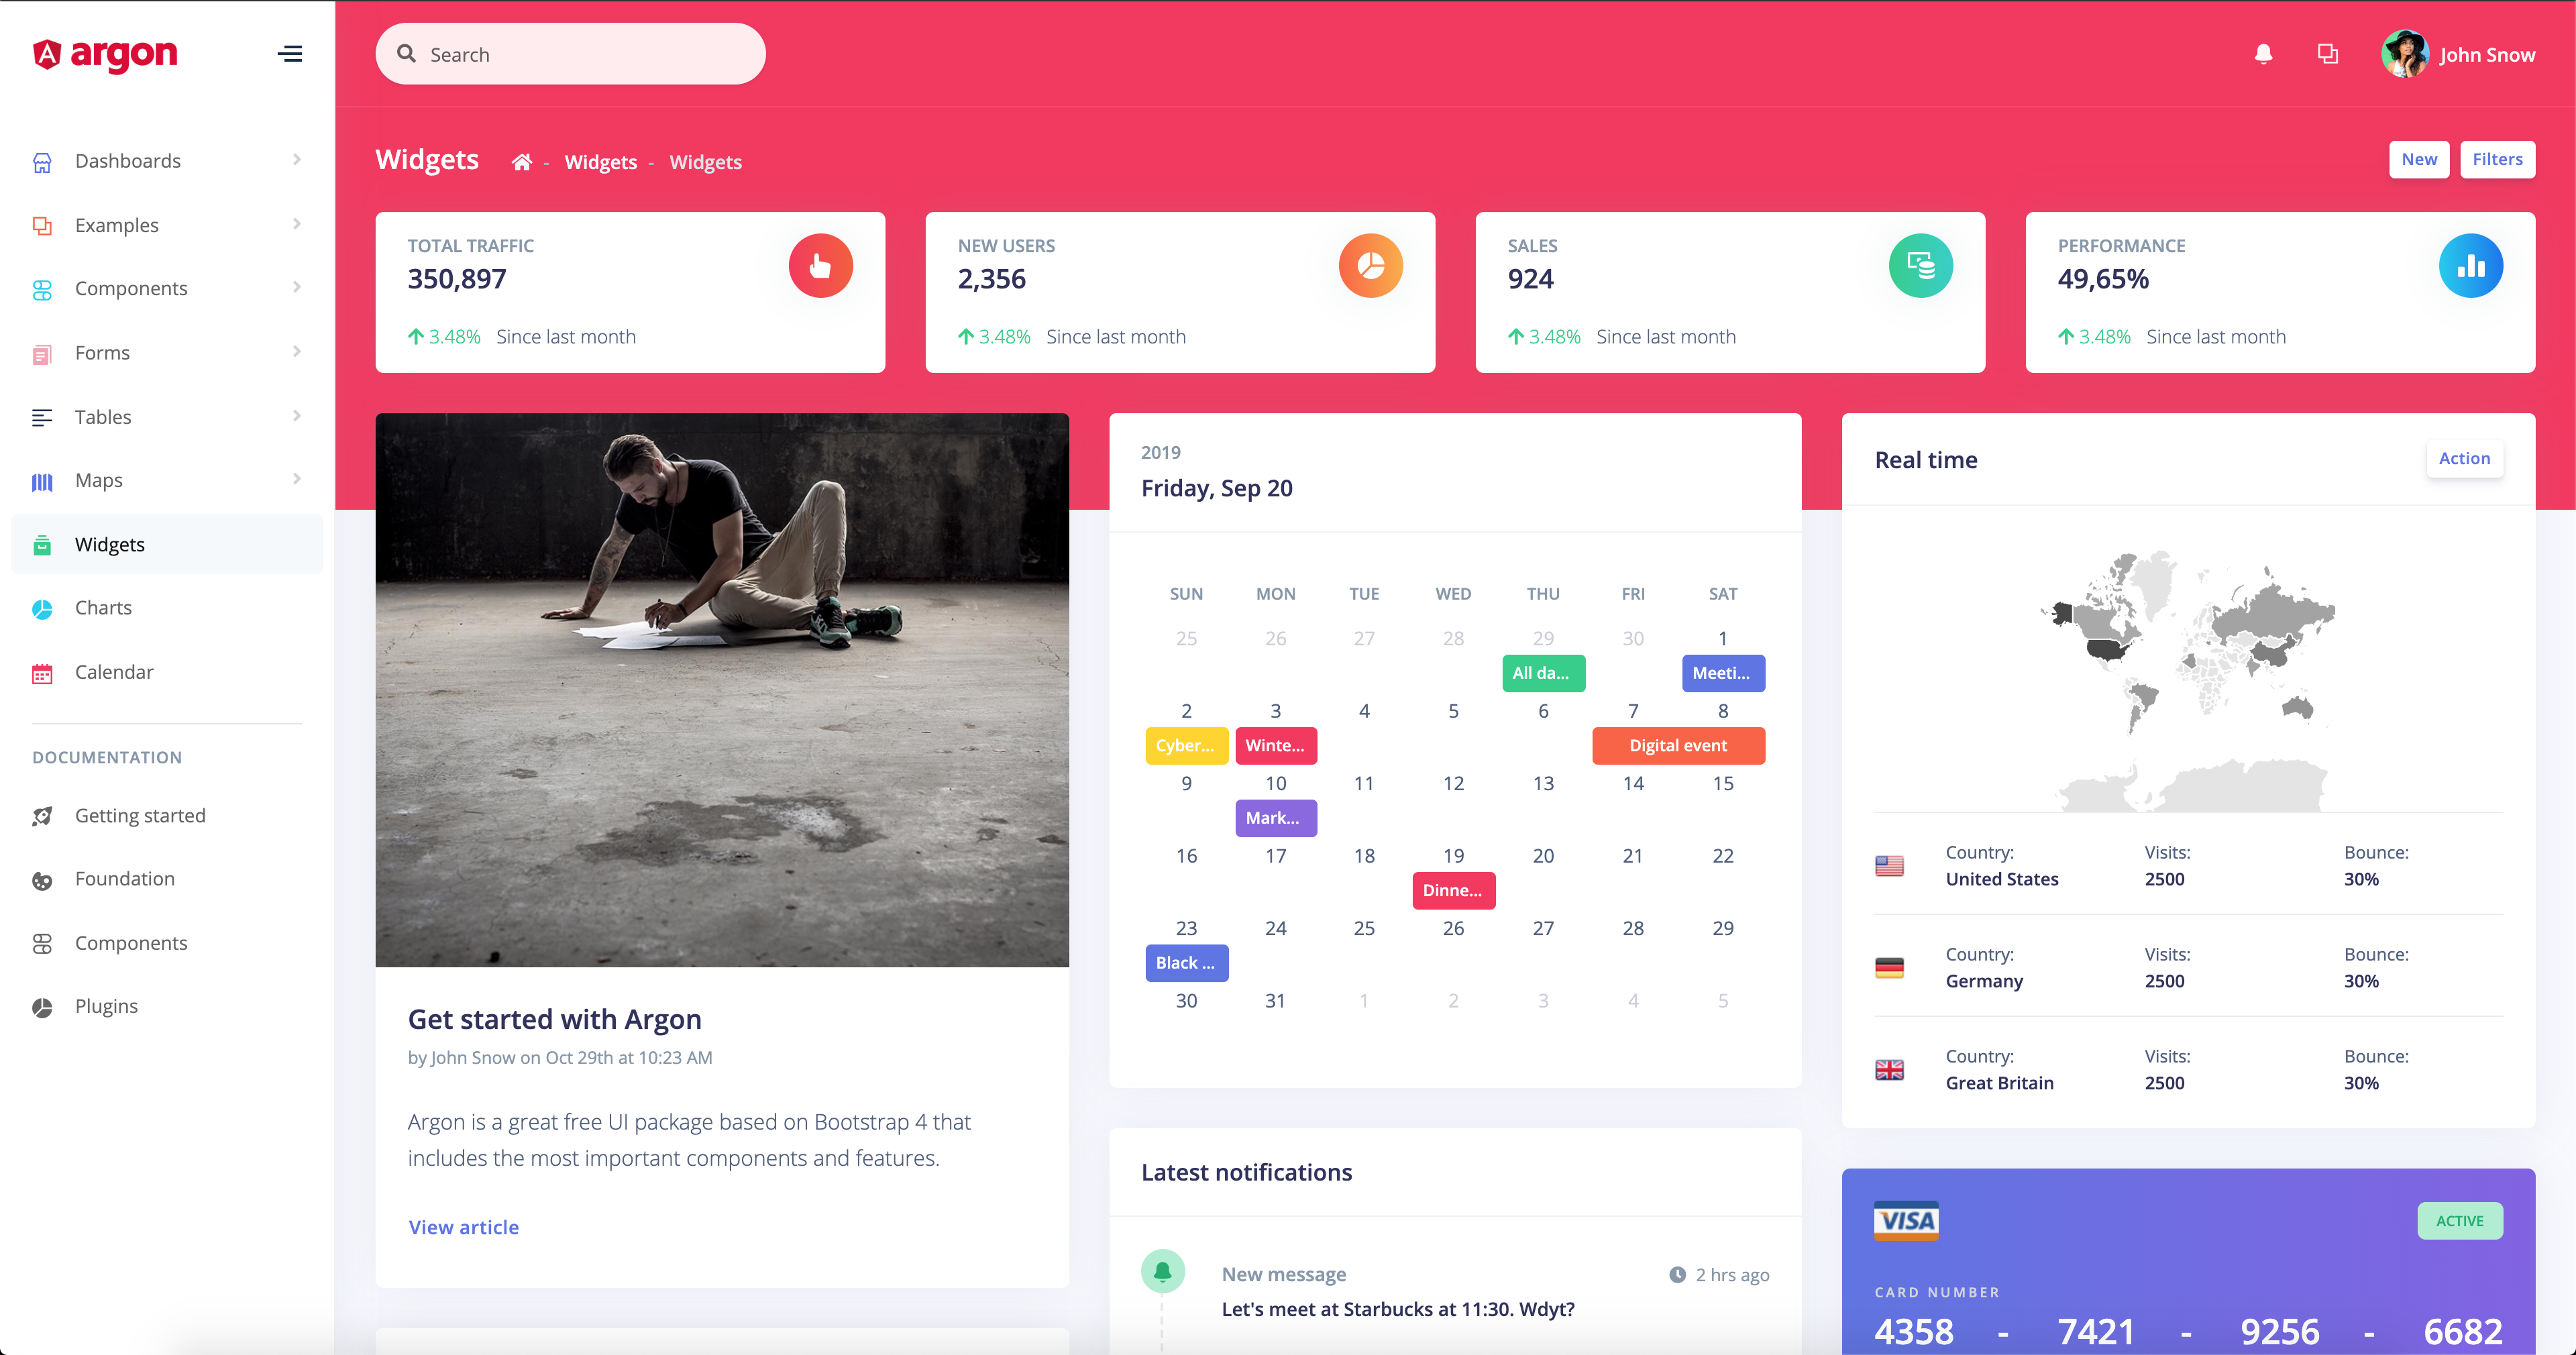 argon
Search
John Snow
Dashboards
Examples
Components
Forms
Tables
Maps
Widgets
Charts
Calendar
DOCUMENTATION
Getting started
Foundation
Components
Plugins
Widgets - Widgets - Widgets
New Filters
TOTAL TRAFFIC
350,897
3.48% Since last month
NEW USERS
2,356
3.48% Since last month
SALES
924
3.48% Since last month
PERFORMANCE
49,65%
3.48% Since last month
Get started with Argon
by John Snow on Oct 29th at 10:23 AM
Argon is a great free UI package based on Bootstrap 4 that
includes the most important components and features.
View article
2019
Friday, Sep 20
SUN MON TUE WED THU FRI SAT
25 26 27 28 29 30 1
All da... Meeti...
2 3 4 5 6 7 8
Cyber... Winte... Digital event
9 10 11 12 13 14 15
Mark...
16 17 18 19 20 21 22
Dinne...
23 24 25 26 27 28 29
Black ...
30 31 1 2 3 4 5
Latest notifications
New message 2 hrs ago
Let's meet at Starbucks at 11:30. Wdyt?
Real time
Action
Country: Visits: Bounce:
United States 2500 30%
Country: Visits: Bounce:
Germany 2500 30%
Country: Visits: Bounce:
Great Britain 2500 30%
VISA
ACTIVE
CARD NUMBER
4358 - 7421 - 9256 - 6682